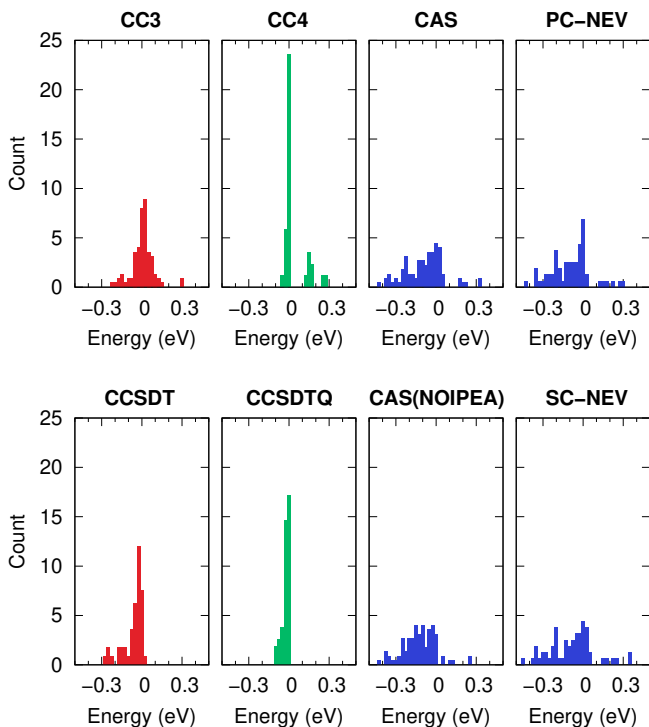 CC3 CC4 CAS PC−NEV
25
20
15
10
5
0
Count
−0.3 0 0.3 −0.3 0 0.3 −0.3 0 0.3 −0.3 0 0.3
Energy (eV) Energy (eV) Energy (eV) Energy (eV)
CCSDT CCSDTQ CAS(NOIPEA) SC−NEV
25
20
15
10
5
0
Count
−0.3 0 0.3 −0.3 0 0.3 −0.3 0 0.3 −0.3 0 0.3
Energy (eV) Energy (eV) Energy (eV) Energy (eV)